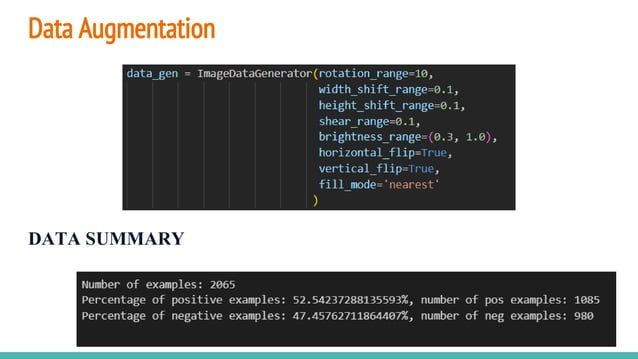 Data Augmentation
data_gen = ImageDataGenerator(rotation_range=10,
width_shift_range=0.1,
height_shift_range=0.1,
shear_range=0.1,
brightness_range=(0.3, 1.0),
horizontal_flip=True,
vertical_flip=True,
fill_mode='nearest'
)
DATA SUMMARY
Number of examples: 2065
Percentage of positive examples: 52.54237288135593%, number of pos examples: 1085
Percentage of negative examples: 47.45762711864407%, number of neg examples: 980